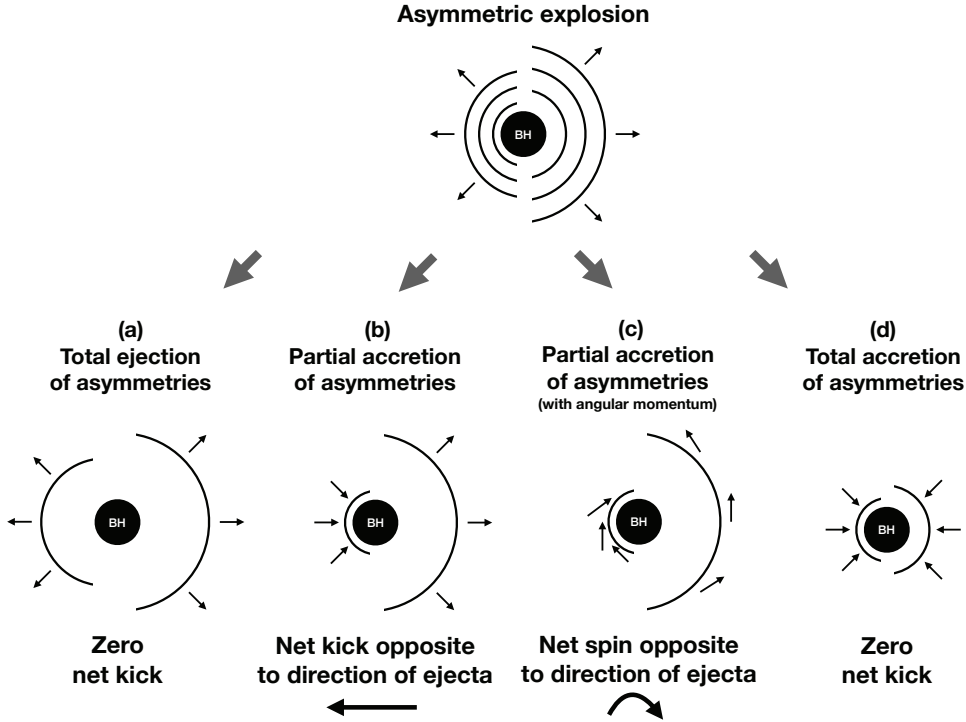 Asymmetric explosion
BH
(a)
Total ejection
of asymmetries
BH
Zero
net kick
(b)
Partial accretion
of asymmetries
BH
Net kick opposite
to direction of ejecta
(c)
Partial accretion
of asymmetries
(with angular momentum)
BH
Net spin opposite
to direction of ejecta
(d)
Total accretion
of asymmetries
BH
Zero
net kick